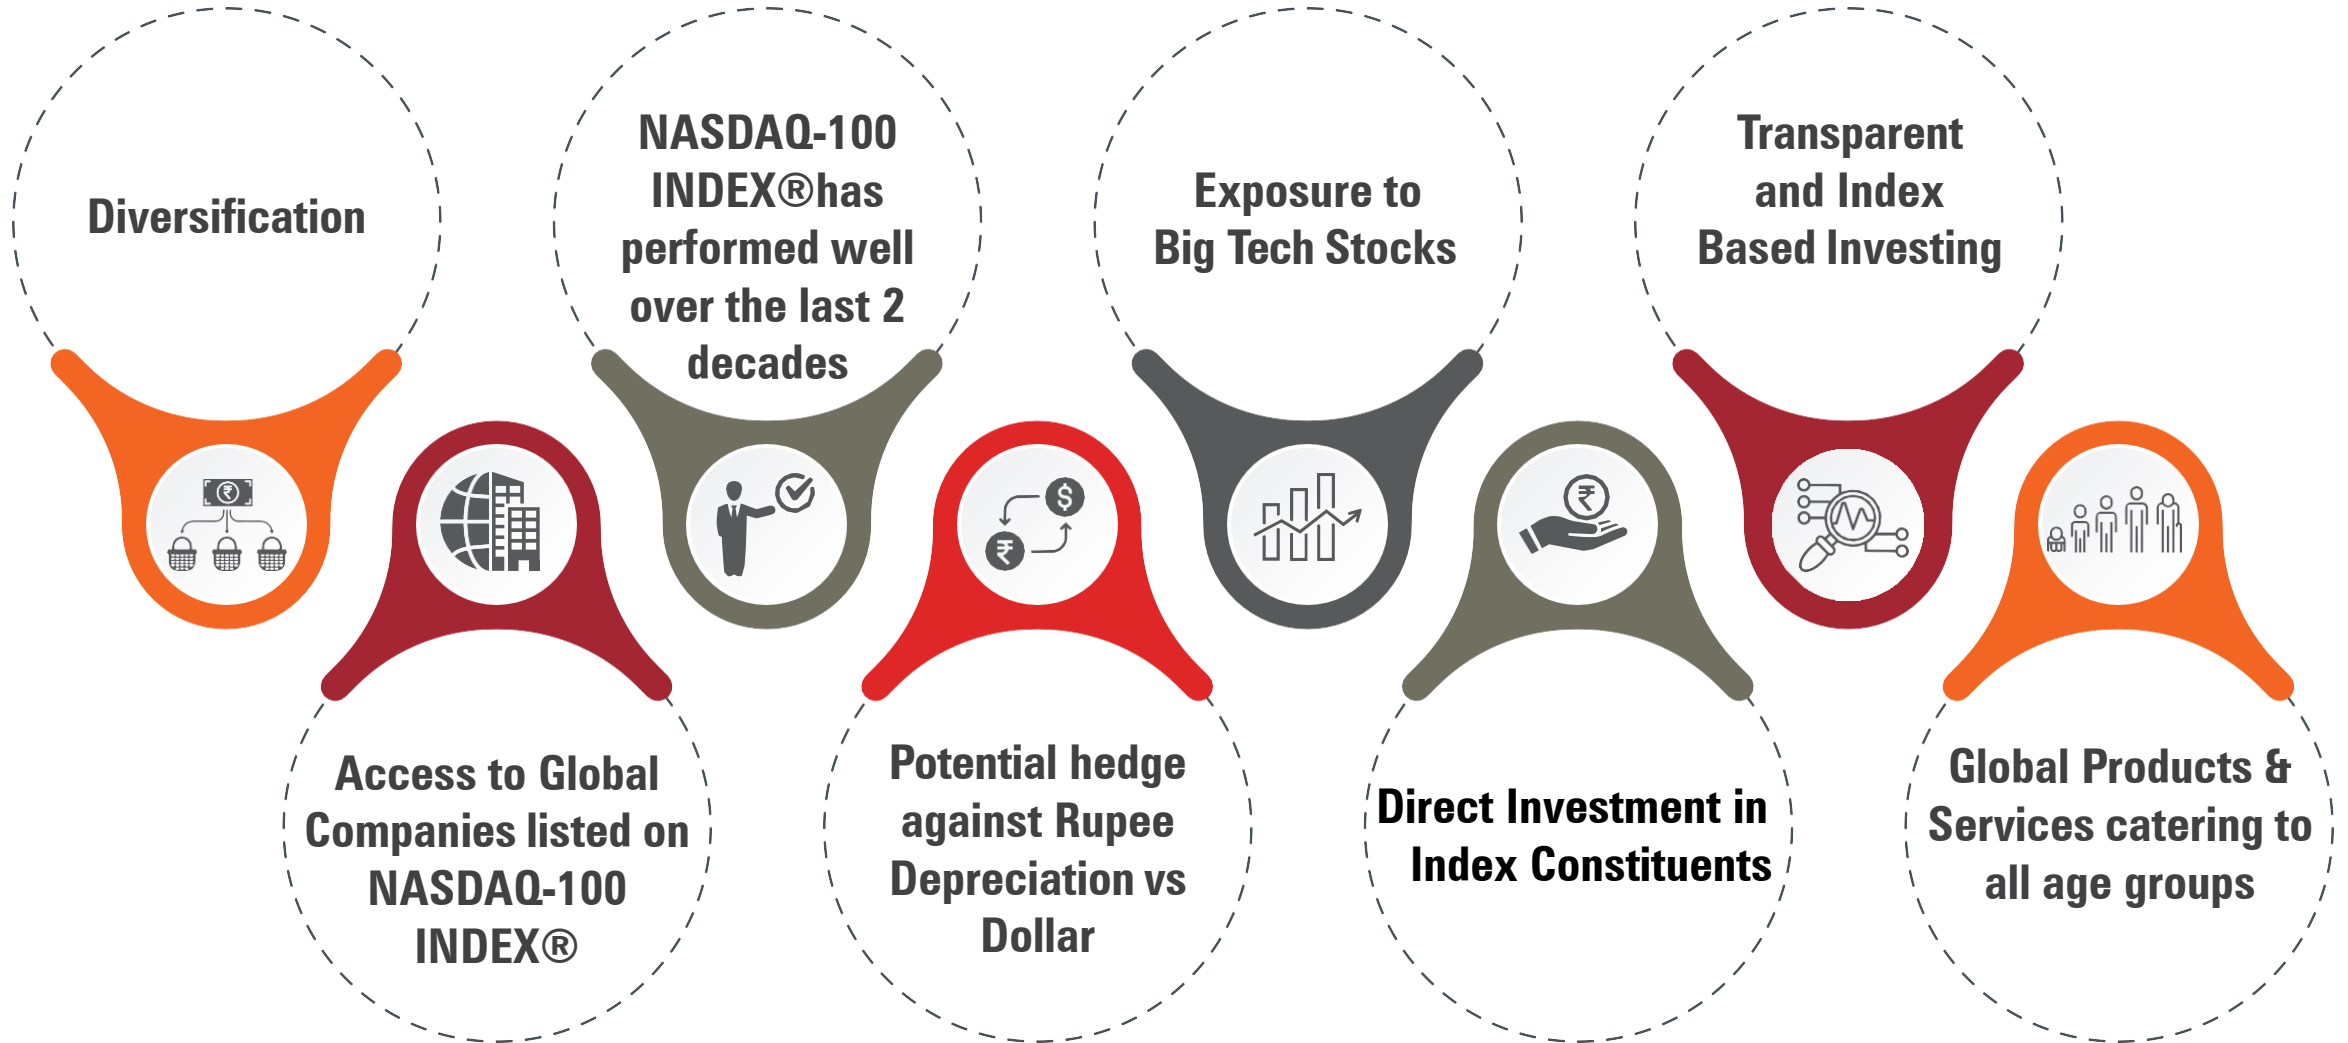 Diversification
Access to Global
Companies listed on
NASDAQ-100
INDEX®
NASDAQ-100
INDEX®has
performed well
over the last 2
decades
Potential hedge
against Rupee
Depreciation vs
Dollar
Exposure to
Big Tech Stocks
Direct Investment in
Index Constituents
Transparent
and Index
Based Investing
Global Products &
Services catering to
all age groups
₹
$
₹
₹